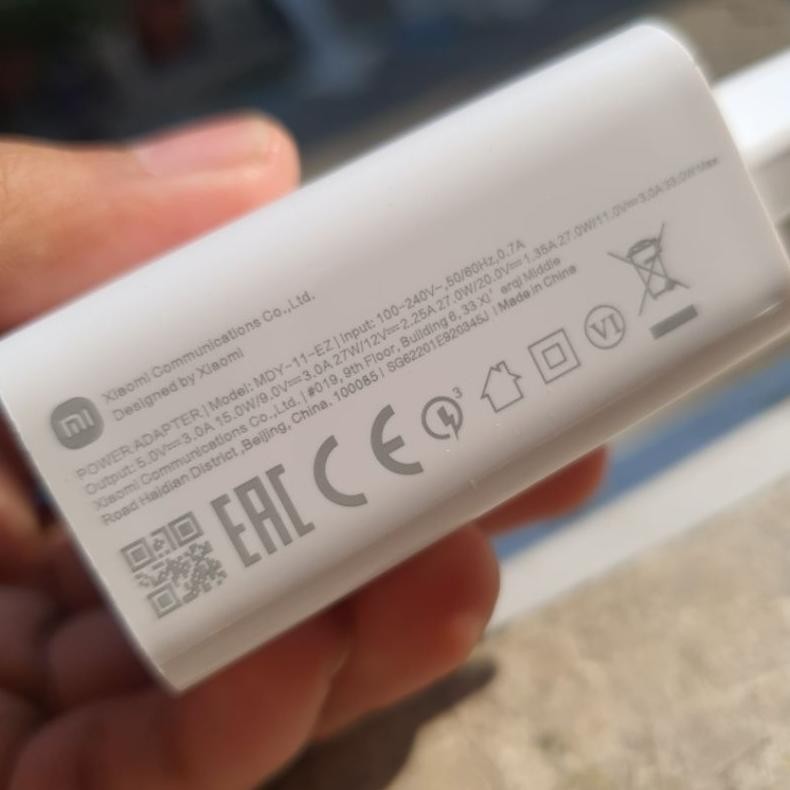 mi
Xiaomi Communications Co.,Ltd.
Designed by Xiaomi
POWER ADAPTER | Model: MDY-11-EZ | Input: 100-240V~,50/60Hz,0.7A
Output: 5.0V⎓3.0A 15.0W/9.0V⎓3.0A 27W/12V⎓2.25A 27.0W/20.0V⎓1.35A 27.0W/11.0V⎓3.0A 33.0W Max
Xiaomi Communications Co., Ltd. | #019, 9th Floor, Building 6, 33 Xi' erqi Middle
Road Haidian District ,Beijing, China. 100085 | SG62201E920345J | Made in China
EAC CE 3 VI